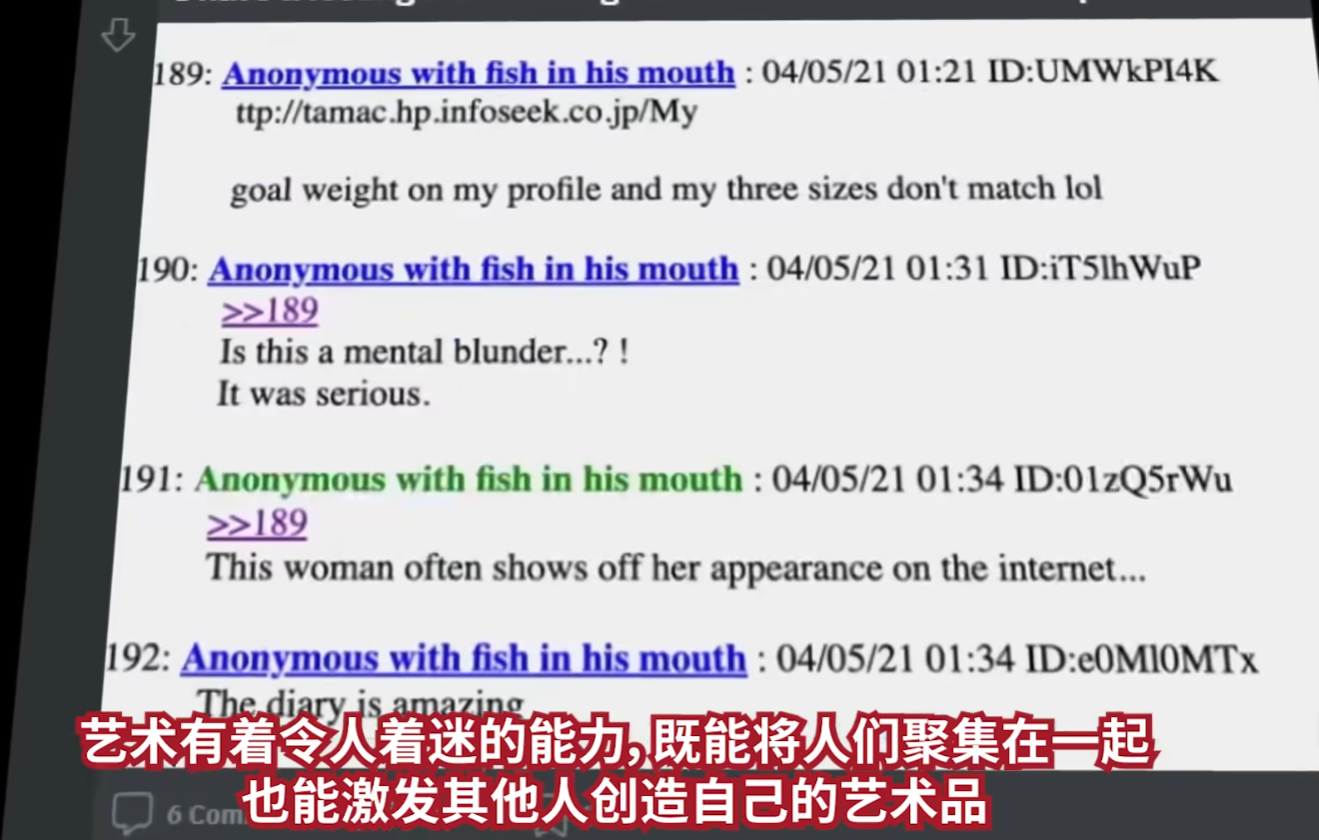 189: Anonymous with fish in his mouth : 04/05/21 01:21 ID:UMWkPI4K
ttp://tamac.hp.infoseek.co.jp/My
goal weight on my profile and my three sizes don't match lol
190: Anonymous with fish in his mouth : 04/05/21 01:31 ID:iT5lhWuP
>>189
Is this a mental blunder...? !
It was serious.
191: Anonymous with fish in his mouth : 04/05/21 01:34 ID:01zQ5rWu
>>189
This woman often shows off her appearance on the internet...
192: Anonymous with fish in his mouth : 04/05/21 01:34 ID:e0Ml0MTx
The diary is amazing
艺术有着令人着迷的能力,既能将人们聚集在一起
也能激发其他人创造自己的艺术品
6 Com